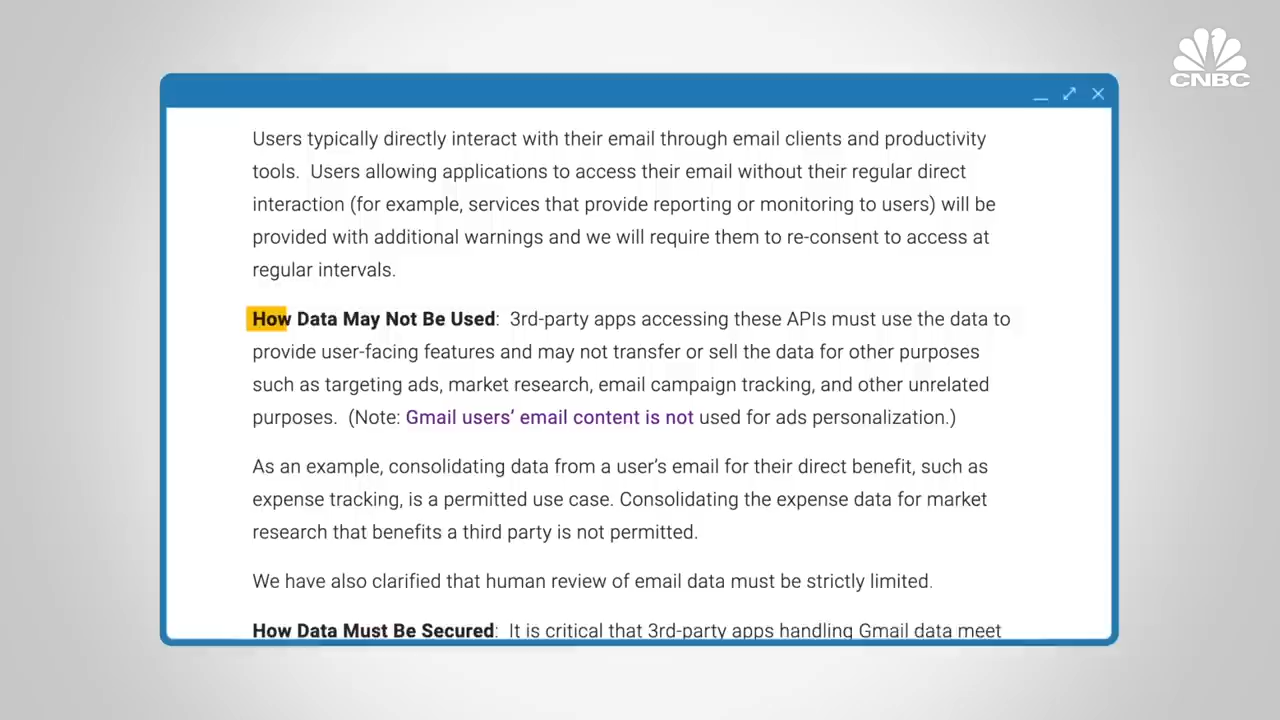 CNBC
Users typically directly interact with their email through email clients and productivity
tools.  Users allowing applications to access their email without their regular direct
interaction (for example, services that provide reporting or monitoring to users) will be
provided with additional warnings and we will require them to re-consent to access at
regular intervals.
How Data May Not Be Used:  3rd-party apps accessing these APIs must use the data to
provide user-facing features and may not transfer or sell the data for other purposes
such as targeting ads, market research, email campaign tracking, and other unrelated
purposes.  (Note: Gmail users’ email content is not used for ads personalization.)
As an example, consolidating data from a user’s email for their direct benefit, such as
expense tracking, is a permitted use case. Consolidating the expense data for market
research that benefits a third party is not permitted.
We have also clarified that human review of email data must be strictly limited.
How Data Must Be Secured:  It is critical that 3rd-party apps handling Gmail data meet